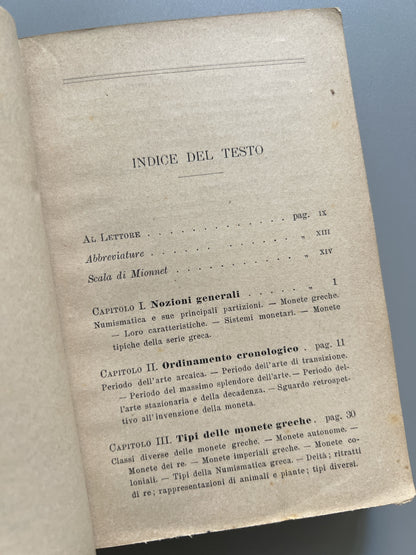 INDICE DEL TESTO
AL LETTORE . . . . . . . . . . . . pag. IX
Abbreviature . . . . . . . . . . . . „ XIII
Scala di Mionnet . . . . . . . . . . „ XIV
CAPITOLO I. Nozioni generali . . . . . „ 1
Numismatica e sue principali partizioni. — Monete greche.
— Loro caratteristiche. — Sistemi monetari. — Monete
tipiche della serie greca.
CAPITOLO II. Ordinamento cronologico . pag. 11
Periodo dell'arte arcaica. — Periodo dell'arte di transizione.
— Periodo del massimo splendore dell'arte. — Periodo del-
l'arte stazionaria e della decadenza. — Sguardo retrospet-
tivo all'invenzione della moneta.
CAPITOLO III. Tipi delle monete greche . pag. 30
Classi diverse delle monete greche. — Monete autonome. —
Monete dei re. — Monete imperiali greche. — Monete co-
loniali. — Tipi della Numismatica greca. — Deità; ritratti
di re; rappresentazioni di animali e piante; tipi diversi.